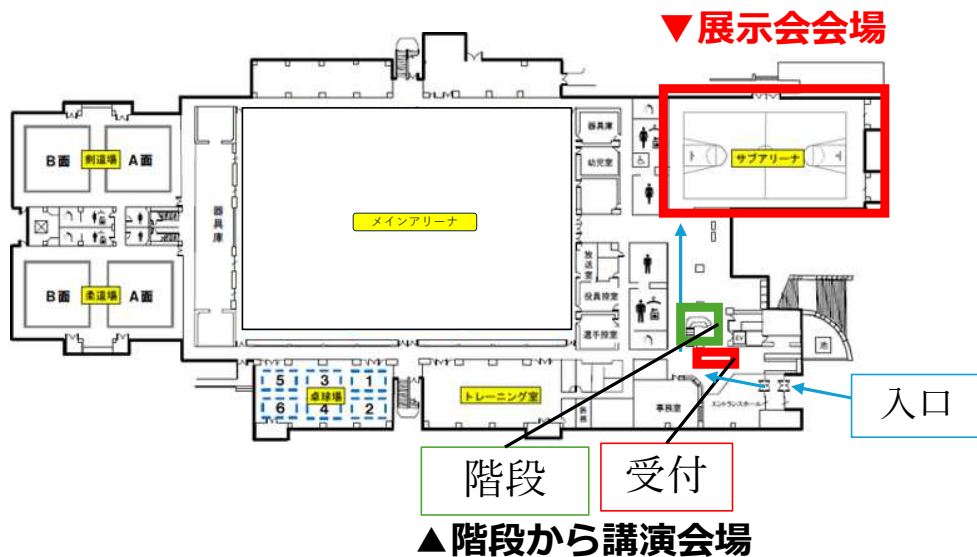 ▼展示会会場
B面
剣道場
A面
器具庫
メインアリーナ
器具庫
幼児室
サブアリーナ
B面
柔道場
A面
放送室
役員控室
選手控室
EV
池
5
3
1
卓球場
6
4
2
トレーニング室
事務室
エントランスホール
入口
階段
受付
▲階段から講演会場